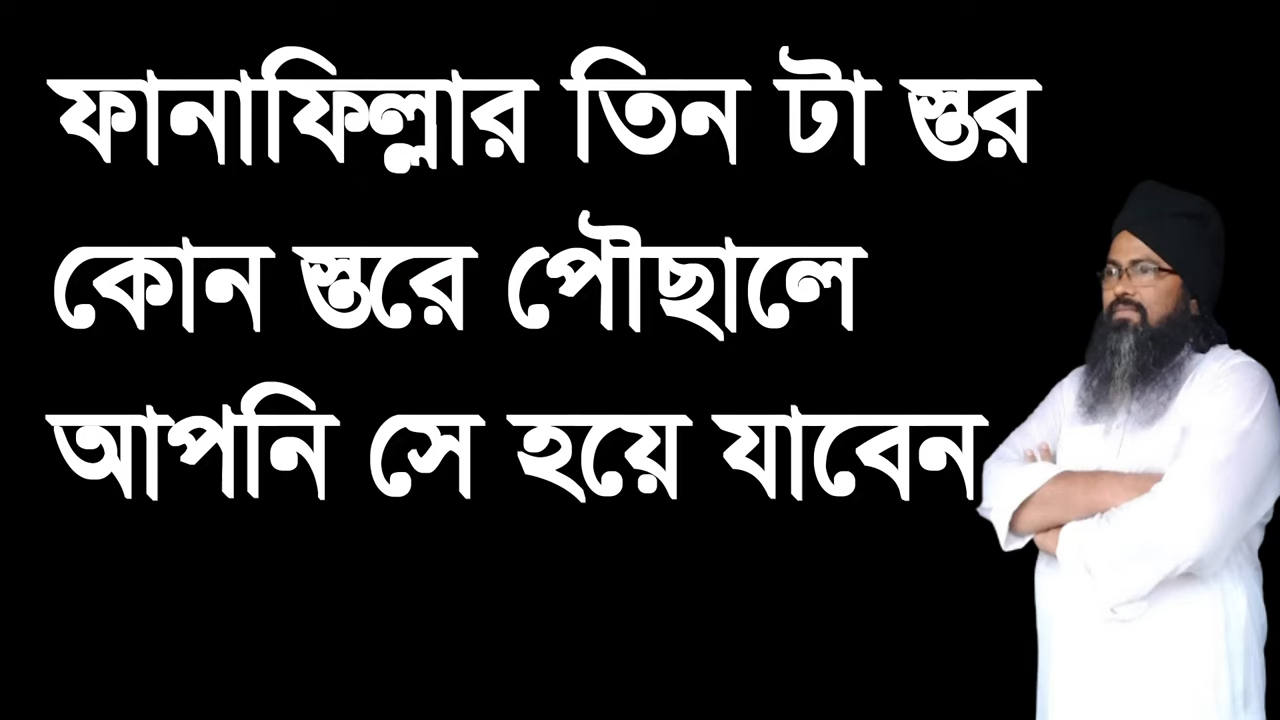 ফানাফিল্লার তিন টা স্তর
কোন স্তরে পৌছালে
আপনি সে হয়ে যাবেন